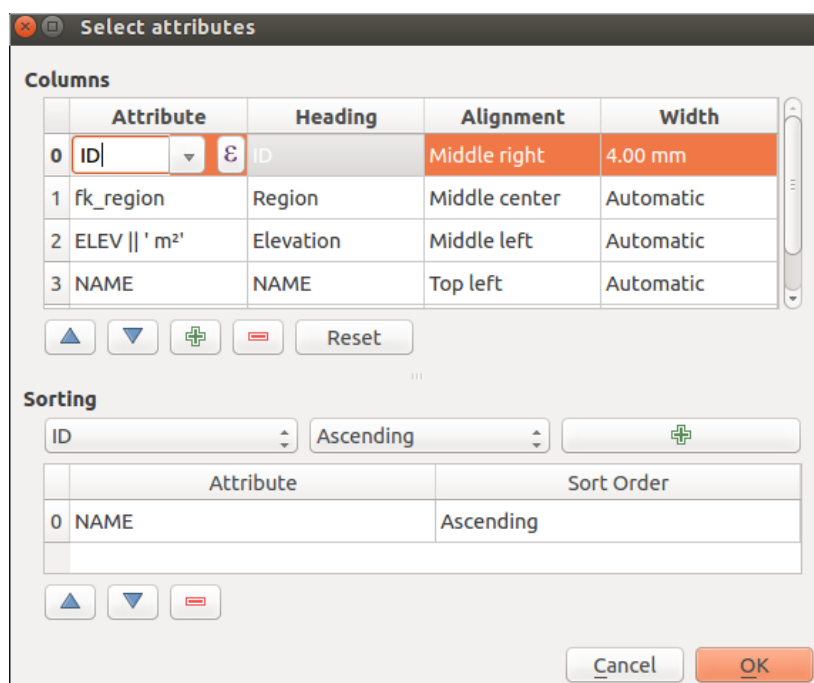 Select attributes
Columns
Attribute Heading Alignment Width
0 ID ε ID Middle right 4.00 mm
1 fk_region Region Middle center Automatic
2 ELEV || ' m²' Elevation Middle left Automatic
3 NAME NAME Top left Automatic
Reset
Sorting
ID Ascending
Attribute Sort Order
0 NAME Ascending
Cancel OK